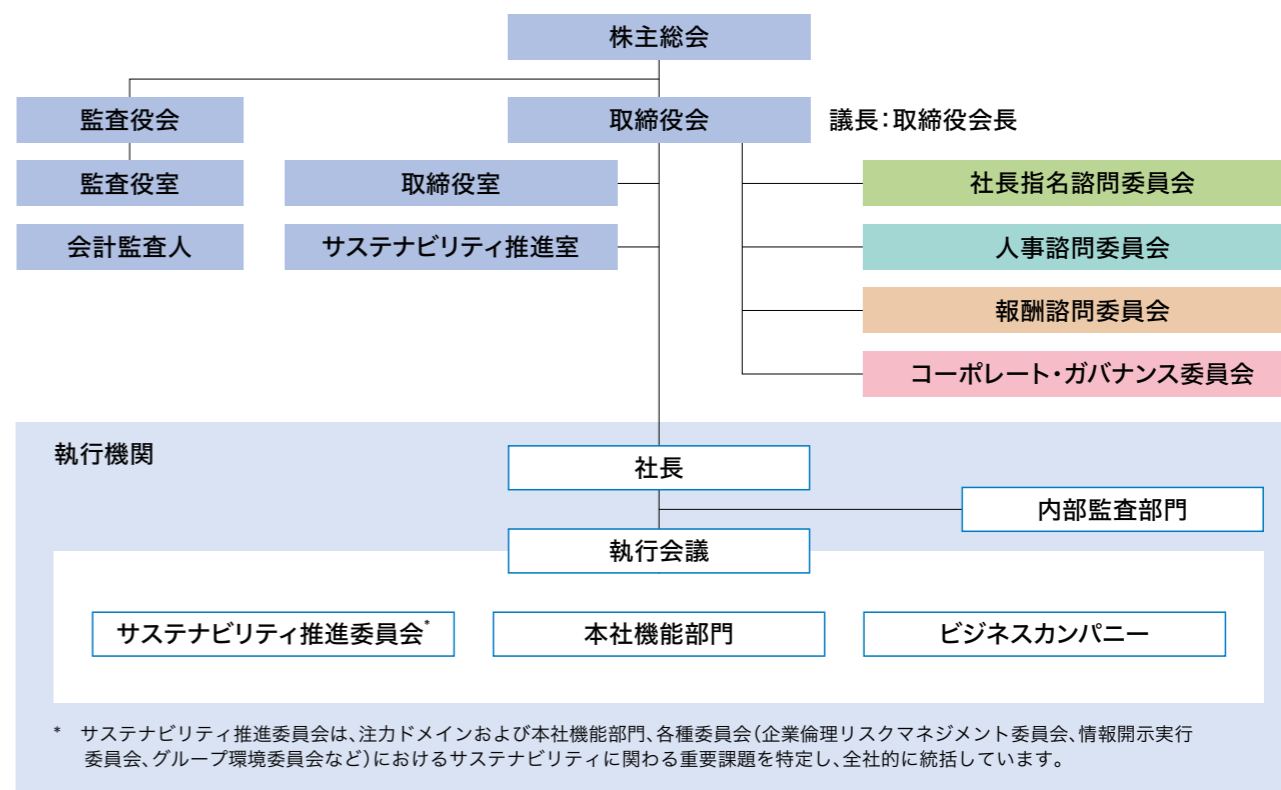 株主総会
監査役会
取締役会
議長：取締役会長
監査役室
取締役室
社長指名諮問委員会
会計監査人
サステナビリティ推進室
人事諮問委員会
報酬諮問委員会
コーポレート・ガバナンス委員会
執行機関
社長
内部監査部門
執行会議
サステナビリティ推進委員会*
本社機能部門
ビジネスカンパニー
* サステナビリティ推進委員会は、注力ドメインおよび本社機能部門、各種委員会（企業倫理リスクマネジメント委員会、情報開示実行
委員会、グループ環境委員会など）におけるサステナビリティに関わる重要課題を特定し、全社的に統括しています。